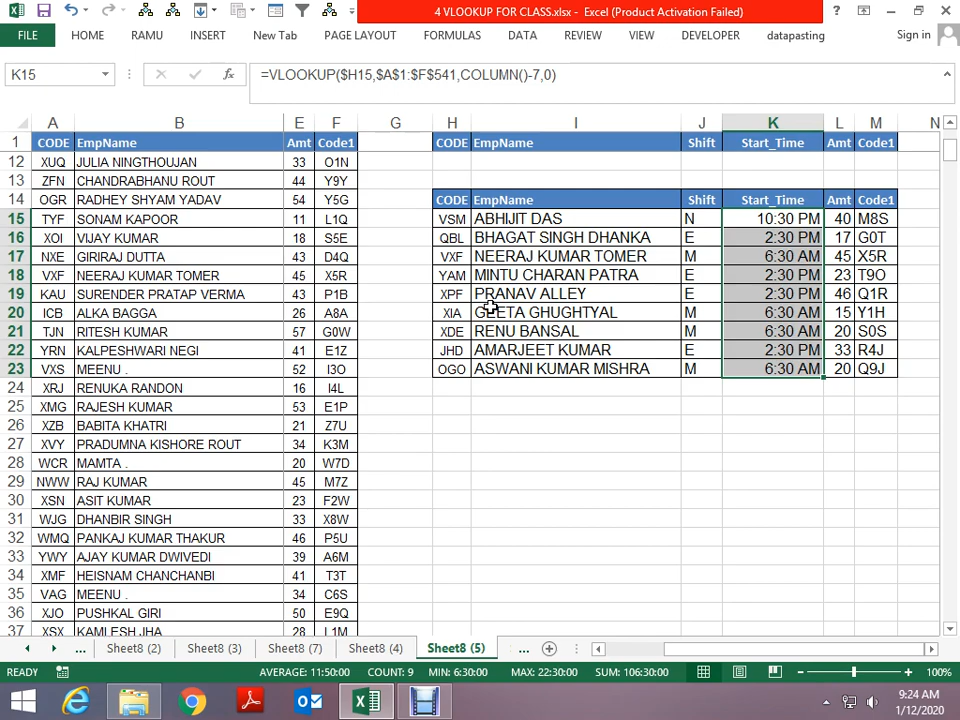 4 VLOOKUP FOR CLASS.xlsx - Excel (Product Activation Failed)
FILE HOME RAMU INSERT New Tab PAGE LAYOUT FORMULAS DATA REVIEW VIEW DEVELOPER datapasting Sign in
K15 fx =VLOOKUP($H15,$A$1:$F$541,COLUMN()-7,0)
A B E F G H I J K L M N
1 CODE EmpName Amt Code1 CODE EmpName Shift Start_Time Amt Code1
12 XUQ JULIA NINGTHOUJAN 33 O1N
13 ZFN CHANDRABHANU ROUT 44 Y9Y
14 OGR RADHEY SHYAM YADAV 54 Y5G CODE EmpName Shift Start_Time Amt Code1
15 TYF SONAM KAPOOR 11 L1Q VSM ABHIJIT DAS N 10:30 PM 40 M8S
16 XOI VIJAY KUMAR 18 S5E QBL BHAGAT SINGH DHANKA E 2:30 PM 17 G0T
17 NXE GIRIRAJ DUTTA 43 D4Q VXF NEERAJ KUMAR TOMER M 6:30 AM 45 X5R
18 VXF NEERAJ KUMAR TOMER 45 X5R YAM MINTU CHARAN PATRA E 2:30 PM 23 T9O
19 KAU SURENDER PRATAP VERMA 43 P1B XPF PRANAV ALLEY E 2:30 PM 46 Q1R
20 ICB ALKA BAGGA 26 A8A XIA GEETA GHUGHTYAL M 6:30 AM 15 Y1H
21 TJN RITESH KUMAR 57 G0W XDE RENU BANSAL M 6:30 AM 20 S0S
22 YRN KALPESHWARI NEGI 41 E1Z JHD AMARJEET KUMAR E 2:30 PM 33 R4J
23 VXS MEENU . 52 I3O OGO ASWANI KUMAR MISHRA M 6:30 AM 20 Q9J
24 XRJ RENUKA RANDON 16 I4L
25 XMG RAJESH KUMAR 53 E1P
26 XZB BABITA KHATRI 21 Z7U
27 XVY PRADUMNA KISHORE ROUT 34 K3M
28 WCR MAMTA . 20 W7D
29 NWW RAJ KUMAR 45 M7Z
30 XSN ASIT KUMAR 23 F2W
31 WJG DHANBIR SINGH 33 X8W
32 WMQ PANKAJ KUMAR THAKUR 46 P5U
33 YWY AJAY KUMAR DWIVEDI 39 A6M
34 XMF HEISNAM CHANCHANBI 41 T3T
35 VAG MEENU . 34 C6S
36 XJO PUSHKAL GIRI 50 E9Q
37 XSX KAMLESH JHA 28 L1M
... Sheet8 (2) Sheet8 (3) Sheet8 (7) Sheet8 (4) Sheet8 (5) ...
READY AVERAGE: 11:50:00 COUNT: 9 MIN: 6:30:00 MAX: 22:30:00 SUM: 106:30:00 100%
9:24 AM
1/12/2020